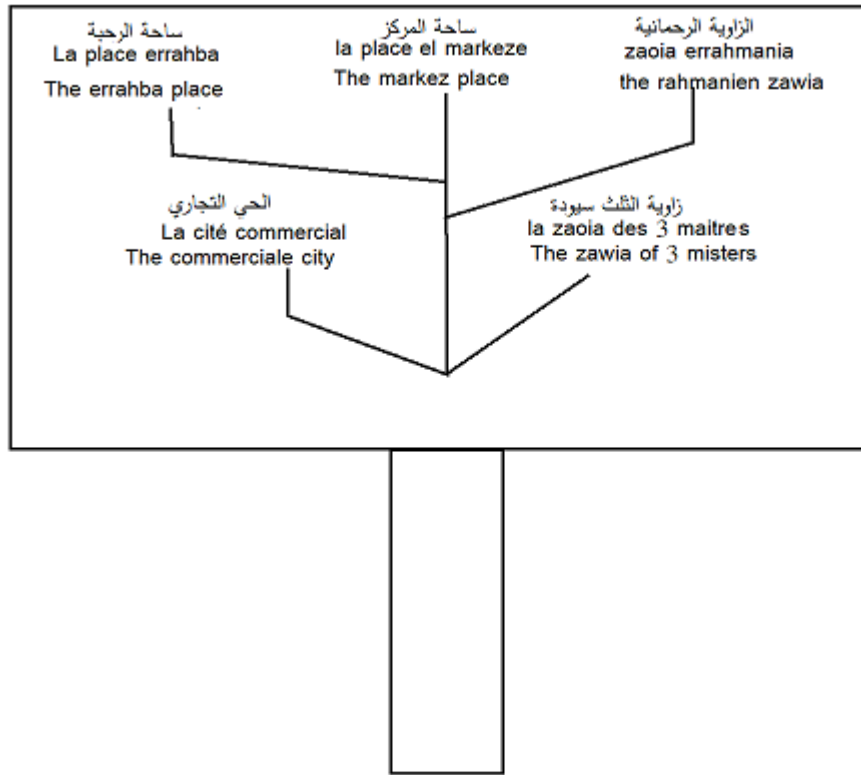 ساحة الرحبة
La place errahba
The errahba place
ساحة المركز
la place el markeze
The markez place
الزاوية الرحمانية
zaoia errahmania
the rahmanien zawia
الحي التجاري
La cité commercial
The commerciale city
زاوية الثلث سيودة
la zaoia des 3 maitres
The zawia of 3 misters